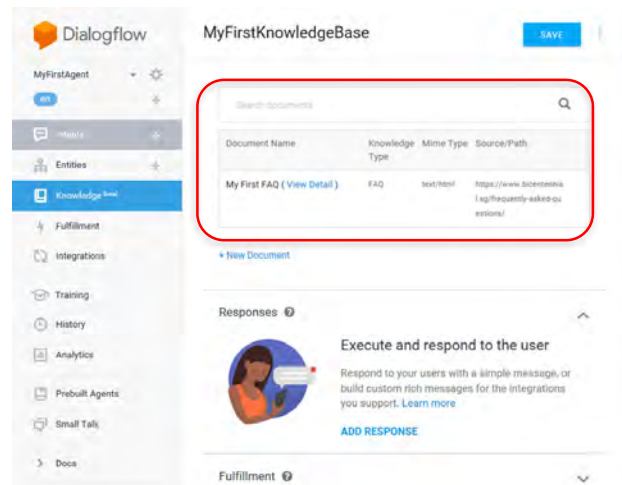 Dialogflow
MyFirstKnowledgeBase
SAVE
MyFirstAgent
en
Search documents
Intents
Document Name Knowledge Type Mime Type Source/Path
Entities
My First FAQ ( View Detail ) FAQ text/html https://www.bicentennia
l.sg/frequently-asked-qu
estions/
Knowledge Beta
Fulfillment
Integrations
+ New Document
Training
Responses
History
Execute and respond to the user
Analytics
Respond to your users with a simple message, or
build custom rich messages for the integrations
you support. Learn more
Prebuilt Agents
Small Talk
ADD RESPONSE
Docs
Fulfillment